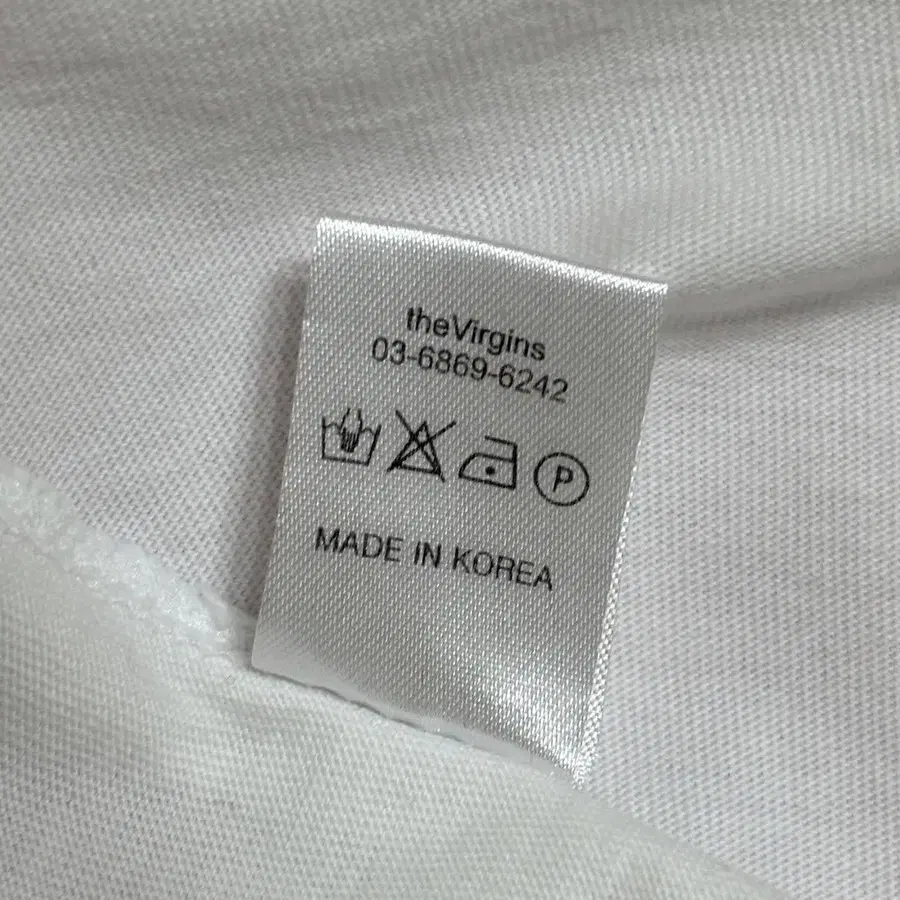 theVirgins
03-6869-6242
P
MADE IN KOREA